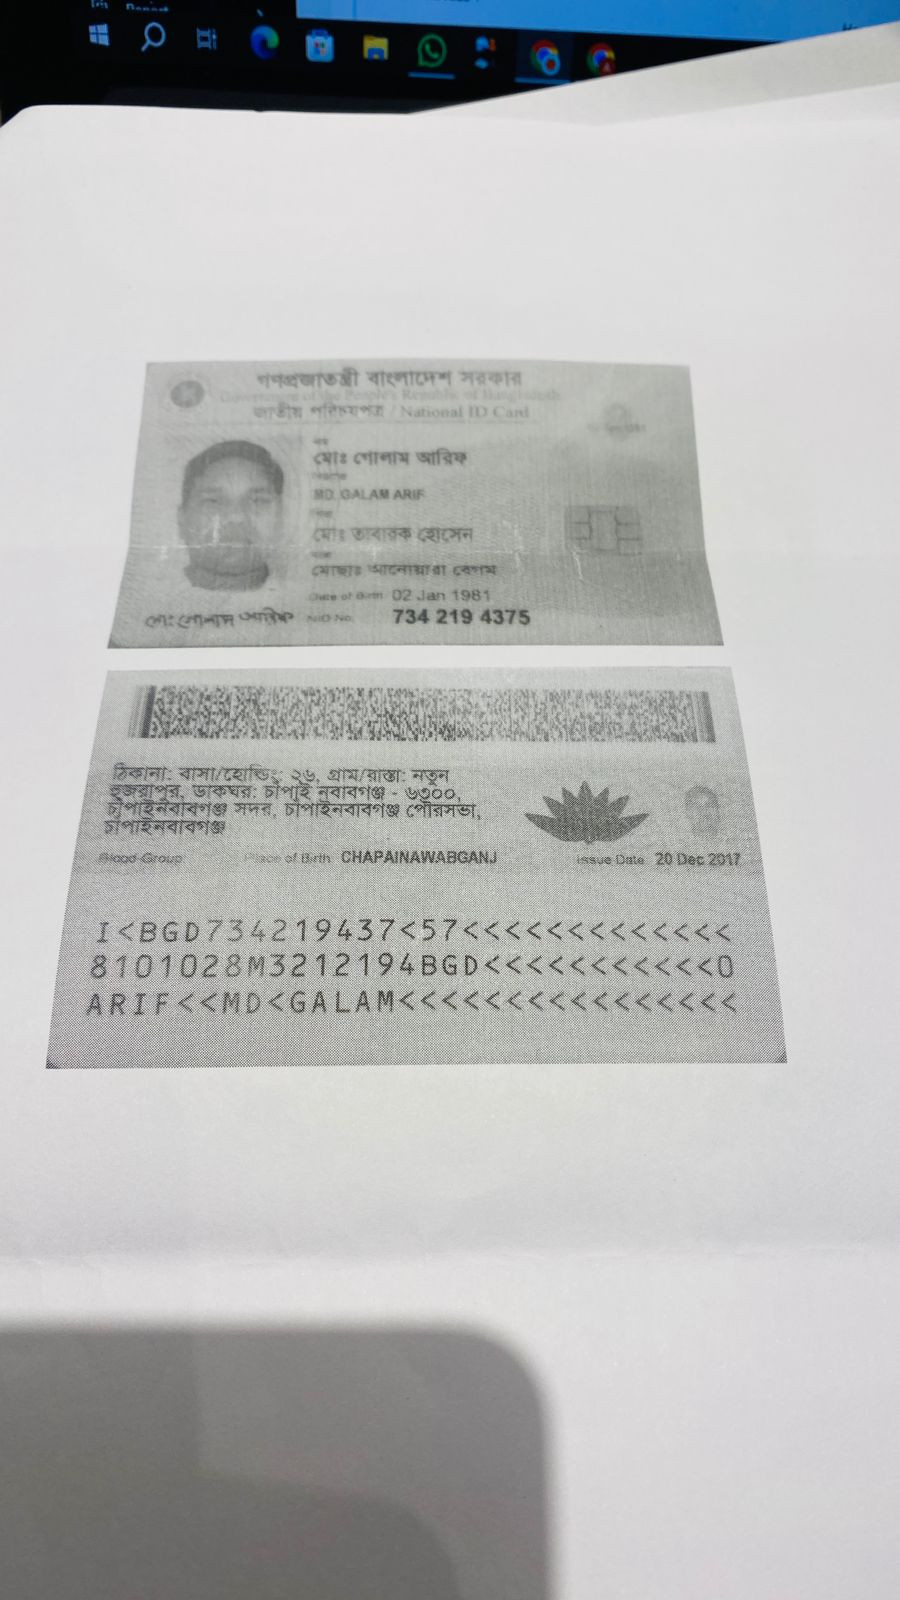 Report
গণপ্রজাতন্ত্রী বাংলাদেশ সরকার
Government of the People's Republic of Bangladesh
জাতীয় পরিচয়পত্র / National ID Card
নাম
মোঃ গোলাম আরিফ
Name
MD. GALAM ARIF
পিতা
মোঃ তাবারক হোসেন
মাতা
মোছাঃ আনোয়ারা বেগম
Date of Birth 02 Jan 1981
মোঃ গোলাম আরিফ NID No. 734 219 4375
ঠিকানা: বাসা/হোল্ডিং: ২৬, গ্রাম/রাস্তা: নতুন
হুজরাপুর, ডাকঘর: চাঁপাই নবাবগঞ্জ - ৬৩০০,
চাঁপাইনবাবগঞ্জ সদর, চাঁপাইনবাবগঞ্জ পৌরসভা,
চাঁপাইনবাবগঞ্জ
Blood Group: Place of Birth: CHAPAINAWABGANJ Issue Date: 20 Dec 2017
I<BGD734219437<57<<<<<<<<<<<<<
8101028M3212194BGD<<<<<<<<<<<0
ARIF<<MD<GALAM<<<<<<<<<<<<<<<<